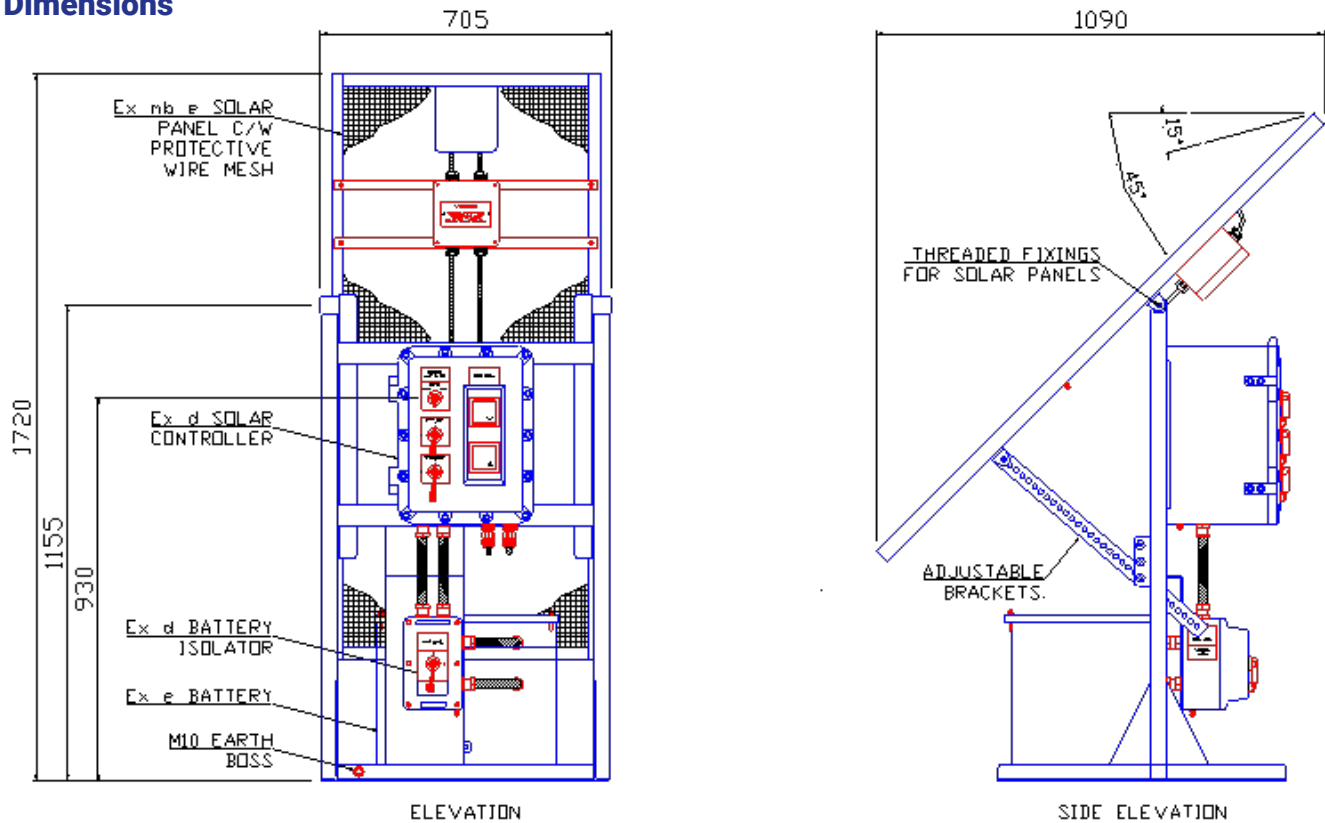 Dimensions
705
1090
Ex mb e SOLAR
PANEL C/W
PROTECTIVE
WIRE MESH
15°
45°
THREADED FIXINGS
FOR SOLAR PANELS
1720
1155
930
Ex d SOLAR
CONTROLLER
ADJUSTABLE
BRACKETS.
Ex d BATTERY
ISOLATOR
Ex e BATTERY
M10 EARTH
BOSS
ELEVATION
SIDE ELEVATION